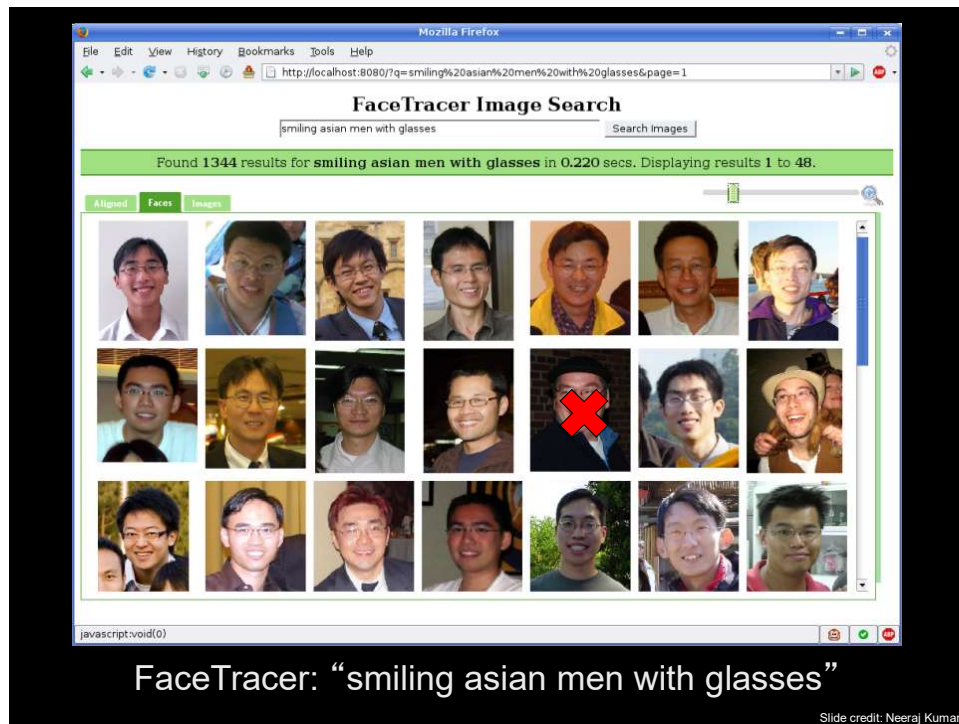 Mozilla Firefox
File Edit View History Bookmarks Tools Help
http://localhost:8080/?q=smiling%20asian%20men%20with%20glasses&page=1
ABP
FaceTracer Image Search
smiling asian men with glasses Search Images
Found 1344 results for smiling asian men with glasses in 0.220 secs. Displaying results 1 to 48.
Aligned Faces Images
javascript:void(0)
ABP
FaceTracer: “smiling asian men with glasses”
Slide credit: Neeraj Kumar